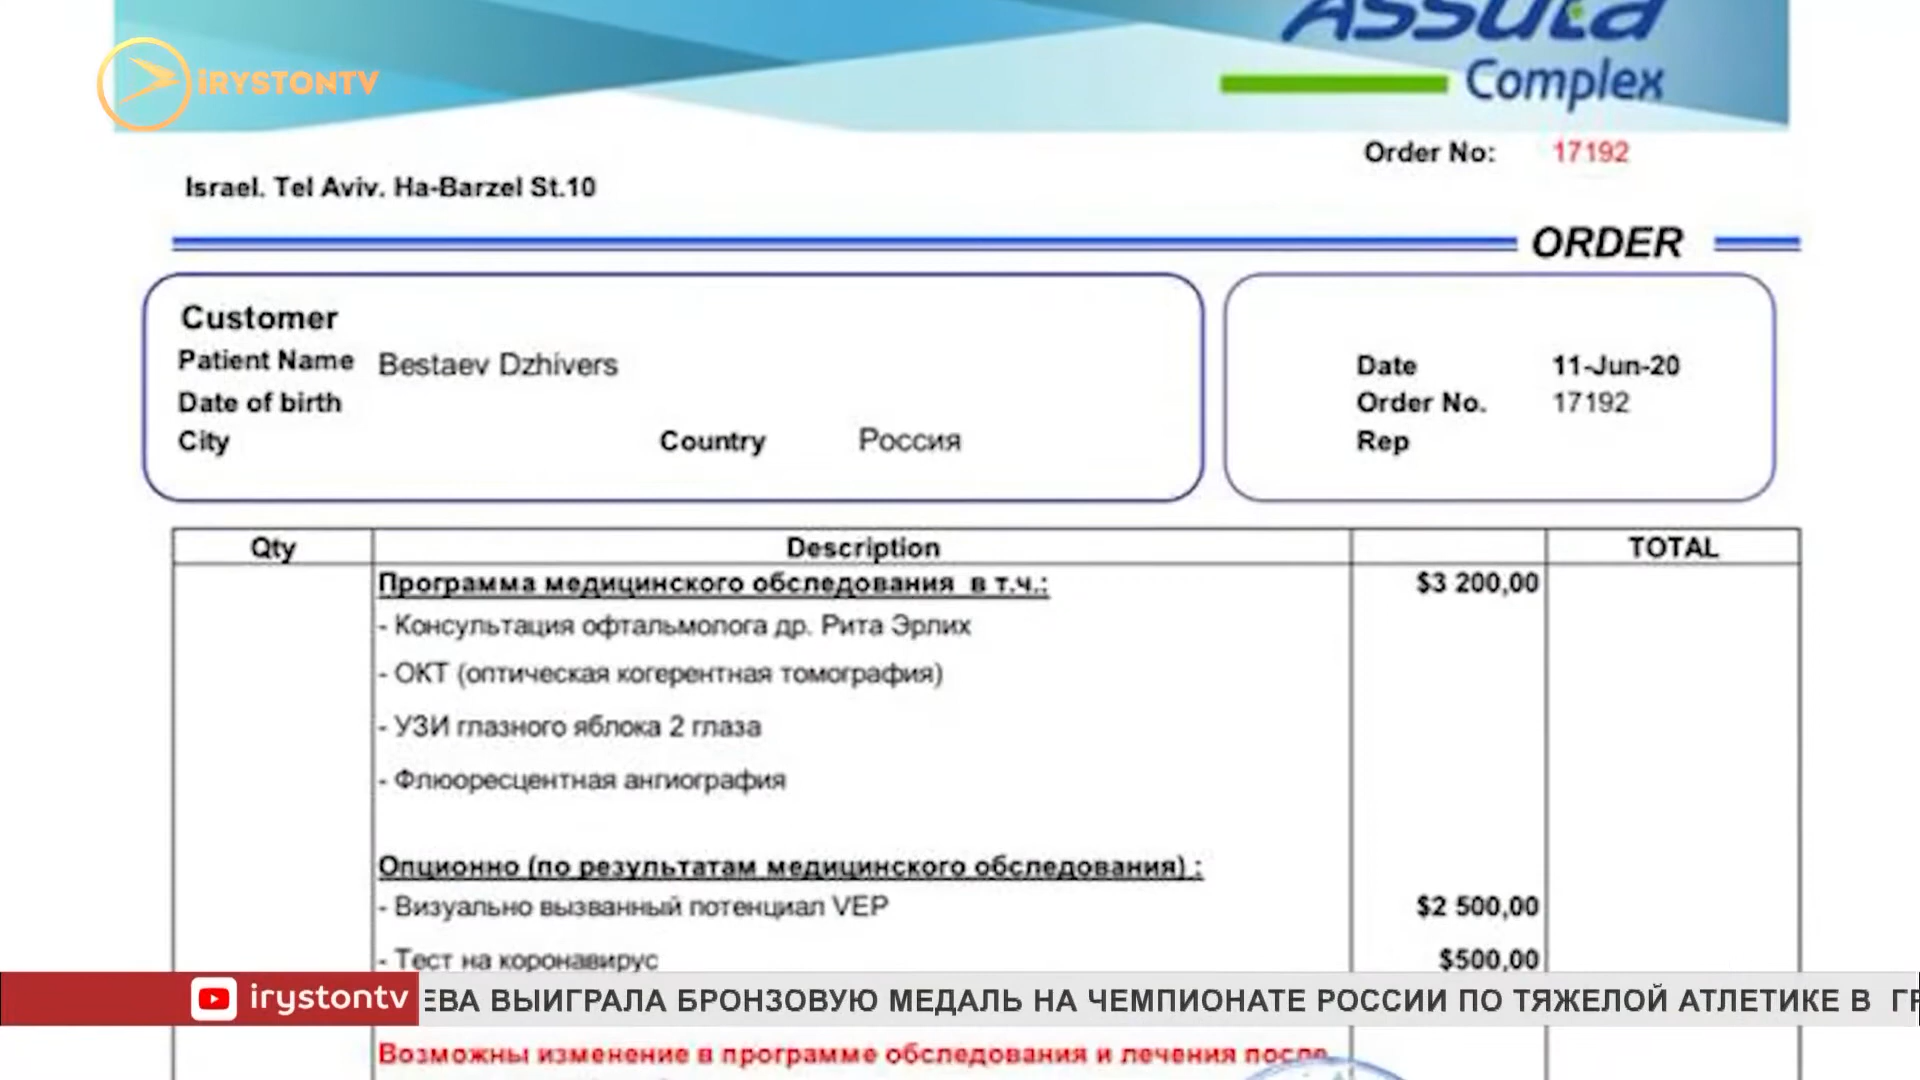 Assuta
Complex
iRYSTONTV
Order No: 17192
Israel. Tel Aviv. Ha-Barzel St.10
ORDER
Customer
Patient Name Bestaev Dzhivers
Date of birth
City Country Россия
Date 11-Jun-20
Order No. 17192
Rep
Qty Description TOTAL
Программа медицинского обследования в т.ч.: $3 200,00
- Консультация офтальмолога др. Рита Эрлих
- ОКТ (оптическая когерентная томография)
- УЗИ глазного яблока 2 глаза
- Флюоресцентная ангиография
Опционно (по результатам медицинского обследования) :
- Визуально вызванный потенциал VEP $2 500,00
- Тест на коронавирус $500,00
irystontv ЕВА ВЫИГРАЛА БРОНЗОВУЮ МЕДАЛЬ НА ЧЕМПИОНАТЕ РОССИИ ПО ТЯЖЕЛОЙ АТЛЕТИКЕ В ГР
Возможны изменение в программе обследования и лечения после